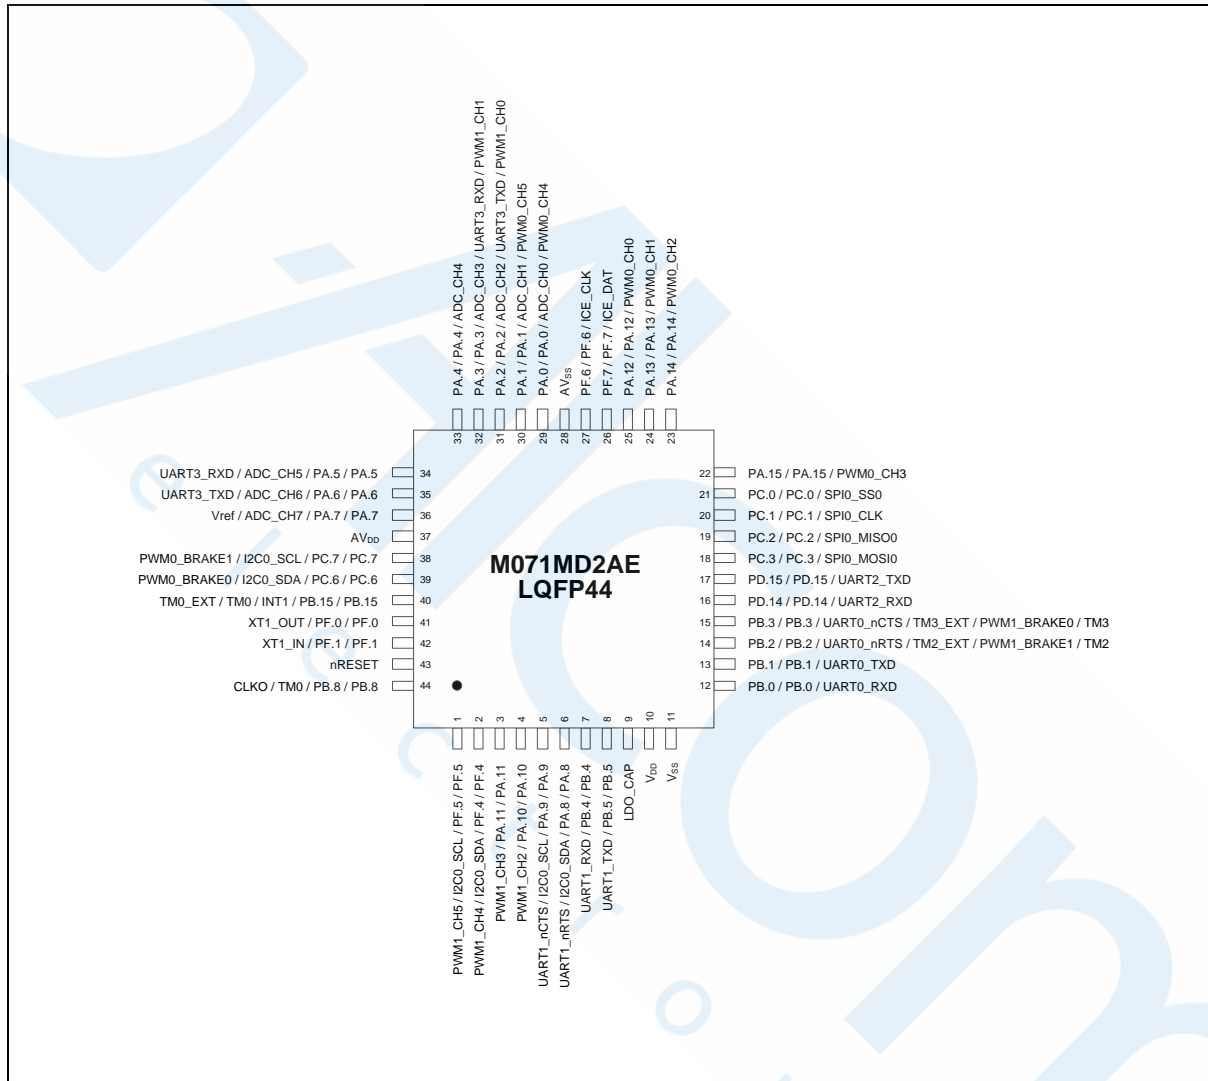 PA.4 / PA.4 / ADC_CH4
PA.3 / PA.3 / ADC_CH3 / UART3_RXD / PWM1_CH1
PA.2 / PA.2 / ADC_CH2 / UART3_TXD / PWM1_CH0
PA.1 / PA.1 / ADC_CH1 / PWM0_CH5
PA.0 / PA.0 / ADC_CH0 / PWM0_CH4
AVSS
PF.6 / PF.6 / ICE_CLK
PF.7 / PF.7 / ICE_DAT
PA.12 / PA.12 / PWM0_CH0
PA.13 / PA.13 / PWM0_CH1
PA.14 / PA.14 / PWM0_CH2
33 32 31 30 29 28 27 26 25 24 23
UART3_RXD / ADC_CH5 / PA.5 / PA.5 34
UART3_TXD / ADC_CH6 / PA.6 / PA.6 35
Vref / ADC_CH7 / PA.7 / PA.7 36
AVDD 37
PWM0_BRAKE1 / I2C0_SCL / PC.7 / PC.7 38
PWM0_BRAKE0 / I2C0_SDA / PC.6 / PC.6 39
TM0_EXT / TM0 / INT1 / PB.15 / PB.15 40
XT1_OUT / PF.0 / PF.0 41
XT1_IN / PF.1 / PF.1 42
nRESET 43
CLKO / TM0 / PB.8 / PB.8 44
M071MD2AE
LQFP44
22 PA.15 / PA.15 / PWM0_CH3
21 PC.0 / PC.0 / SPI0_SS0
20 PC.1 / PC.1 / SPI0_CLK
19 PC.2 / PC.2 / SPI0_MISO0
18 PC.3 / PC.3 / SPI0_MOSI0
17 PD.15 / PD.15 / UART2_TXD
16 PD.14 / PD.14 / UART2_RXD
15 PB.3 / PB.3 / UART0_nCTS / TM3_EXT / PWM1_BRAKE0 / TM3
14 PB.2 / PB.2 / UART0_nRTS / TM2_EXT / PWM1_BRAKE1 / TM2
13 PB.1 / PB.1 / UART0_TXD
12 PB.0 / PB.0 / UART0_RXD
1 2 3 4 5 6 7 8 9 10 11
PWM1_CH5 / I2C0_SCL / PF.5 / PF.5
PWM1_CH4 / I2C0_SDA / PF.4 / PF.4
PWM1_CH3 / PA.11 / PA.11
PWM1_CH2 / PA.10 / PA.10
UART1_nCTS / I2C0_SCL / PA.9 / PA.9
UART1_nRTS / I2C0_SDA / PA.8 / PA.8
UART1_RXD / PB.4 / PB.4
UART1_TXD / PB.5 / PB.5
LDO_CAP
VDD
VSS